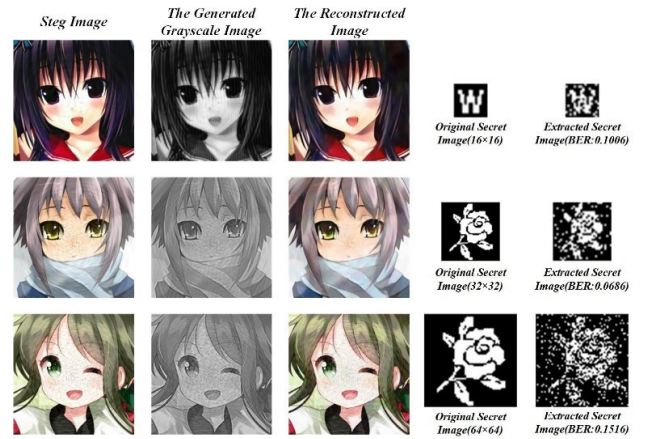 Steg Image
The Generated
Grayscale Image
The Reconstructed
Image
W
Original Secret
Image(16×16)
Extracted Secret
Image(BER:0.1006)
Original Secret
Image(32×32)
Extracted Secret
Image(BER:0.0686)
Original Secret
Image(64×64)
Extracted Secret
Image(BER:0.1516)